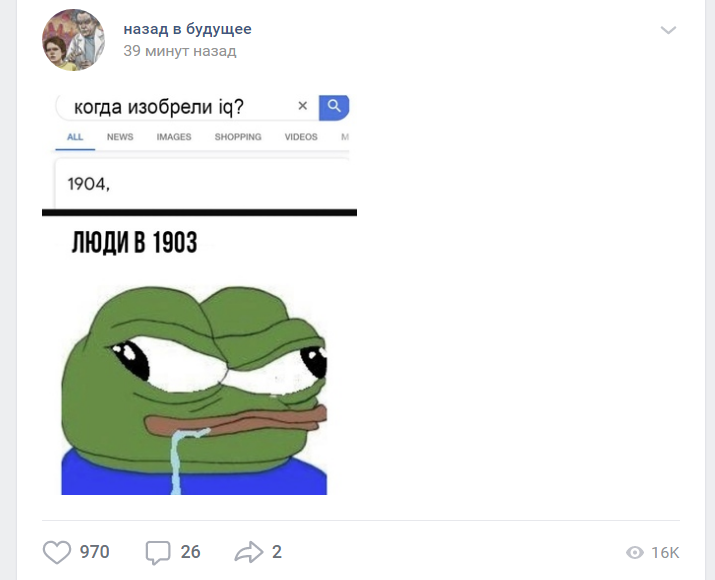 назад в будущее
39 минут назад
когда изобрели iq? ×
ALL NEWS IMAGES SHOPPING VIDEOS M
1904,
ЛЮДИ В 1903
970 26 2 16K